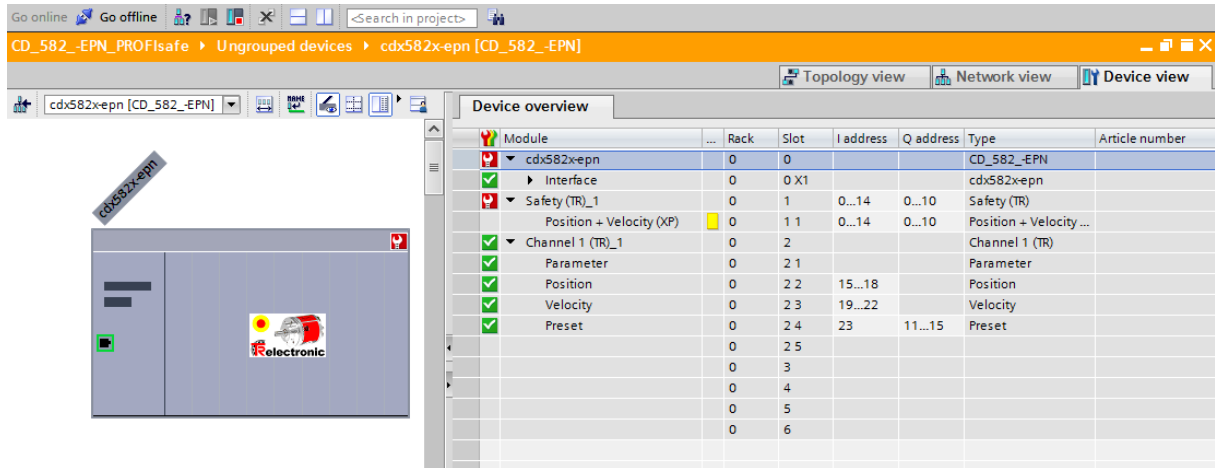 Go online Go offline <Search in project>
CD_582_-EPN_PROFIsafe Ungrouped devices cdx582x-epn [CD_582_-EPN]
Topology view Network view Device view
cdx582x-epn [CD_582_-EPN] NAME Device overview
Module ... Rack Slot I address Q address Type Article number
cdx582x-epn 0 0 CD_582_-EPN
Interface 0 0 X1 cdx582x-epn
Safety (TR)_1 0 1 0...14 0...10 Safety (TR)
Position + Velocity (XP) 0 1 1 0...14 0...10 Position + Velocity ...
Channel 1 (TR)_1 0 2 Channel 1 (TR)
Parameter 0 2 1 Parameter
Position 0 2 2 15...18 Position
Velocity 0 2 3 19...22 Velocity
Preset 0 2 4 23 11...15 Preset
0 2 5
0 3
0 4
0 5
0 6
cdx582x-epn
TRelectronic